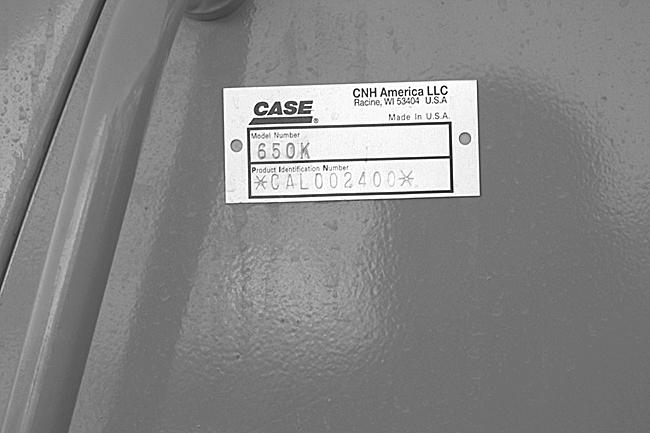 CASE®
CNH America LLC
Racine, WI 53404 U.S.A
Made in U.S.A.
Model Number
650K
Product Identification Number
*CAL002400*